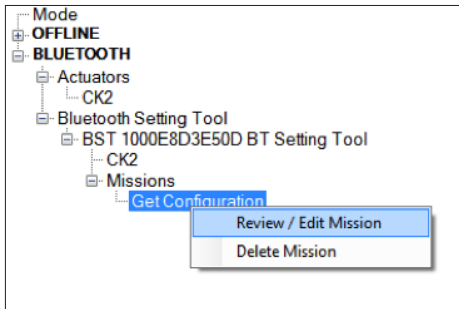 Mode
OFFLINE
BLUETOOTH
Actuators
CK2
Bluetooth Setting Tool
BST 1000E8D3E50D BT Setting Tool
CK2
Missions
Get Configuration
Review / Edit Mission
Delete Mission